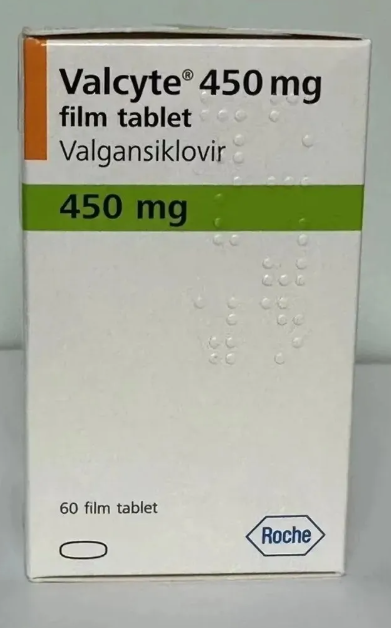 Valcyte® 450 mg
film tablet
Valgansiklovir
450 mg
60 film tablet
Roche